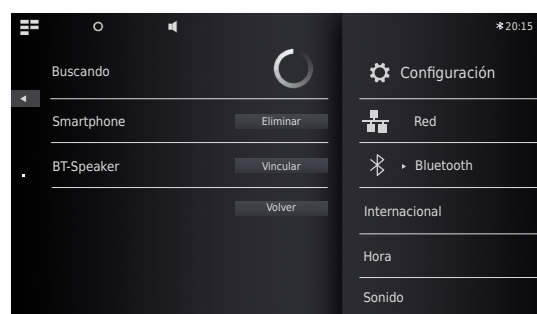 20:15
Buscando
Configuración
Smartphone
Eliminar
Red
BT-Speaker
Vincular
Bluetooth
Volver
Internacional
Hora
Sonido